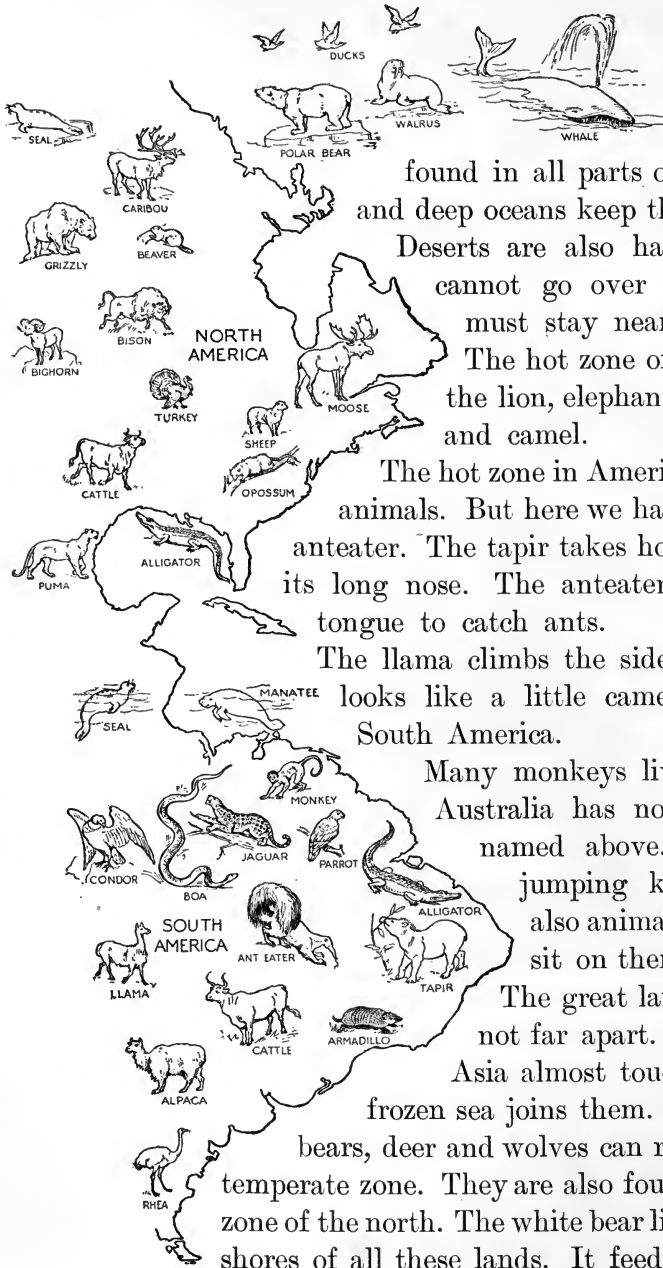 DUCKS
SEAL
POLAR BEAR
WALRUS
WHALE
CARIBOU
GRIZZLY
BEAVER
BIGHORN
BISON
NORTH
AMERICA
TURKEY
MOOSE
SHEEP
CATTLE
OPOSSUM
PUMA
ALLIGATOR
SEAL
MANATEE
MONKEY
CONDOR
BOA
JAGUAR
PARROT
ALLIGATOR
SOUTH
AMERICA
ANT EATER
TAPIR
LLAMA
CATTLE
ARMADILLO
ALPACA
RHEA
found in all parts o
and deep oceans keep th
Deserts are also ha
cannot go over
must stay near
The hot zone o
the lion, elephan
and camel.
The hot zone in Ameri
animals. But here we ha
anteater. The tapir takes ho
its long nose. The anteater
tongue to catch ants.
The llama climbs the side
looks like a little came
South America.
Many monkeys liv
Australia has no
named above.
jumping k
also anima
sit on ther
The great la
not far apart.
Asia almost tou
frozen sea joins them.
bears, deer and wolves can r
temperate zone. They are also fou
zone of the north. The white bear li
shores of all these lands. It feed